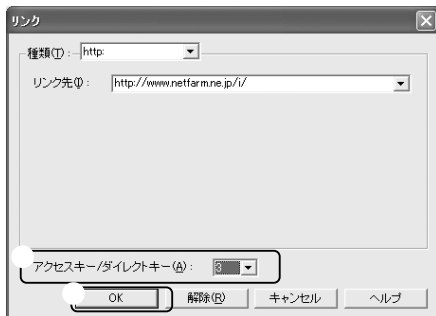 リンク
種類(T): http:
リンク先(I): http://www.netfarm.ne.jp/i/
アクセスキー/ダイレクトキー(A): 3
OK 解除(R) キャンセル ヘルプ